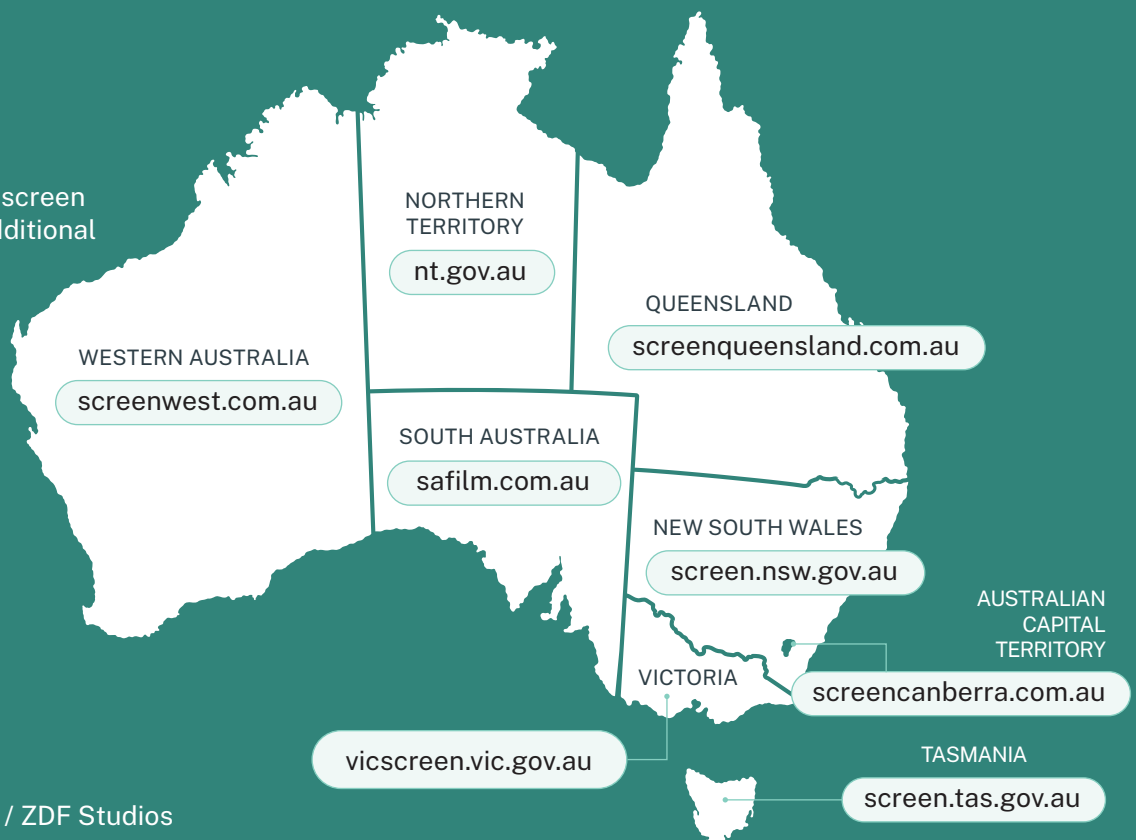 screen
NORTHERN
TERRITORY
nt.gov.au
QUEENSLAND
screenqueensland.com.au
WESTERN AUSTRALIA
screenwest.com.au
SOUTH AUSTRALIA
safilm.com.au
NEW SOUTH WALES
screen.nsw.gov.au
AUSTRALIAN
CAPITAL
TERRITORY
screencanberra.com.au
VICTORIA
vicscreen.vic.gov.au
TASMANIA
screen.tas.gov.au
/ ZDF Studios